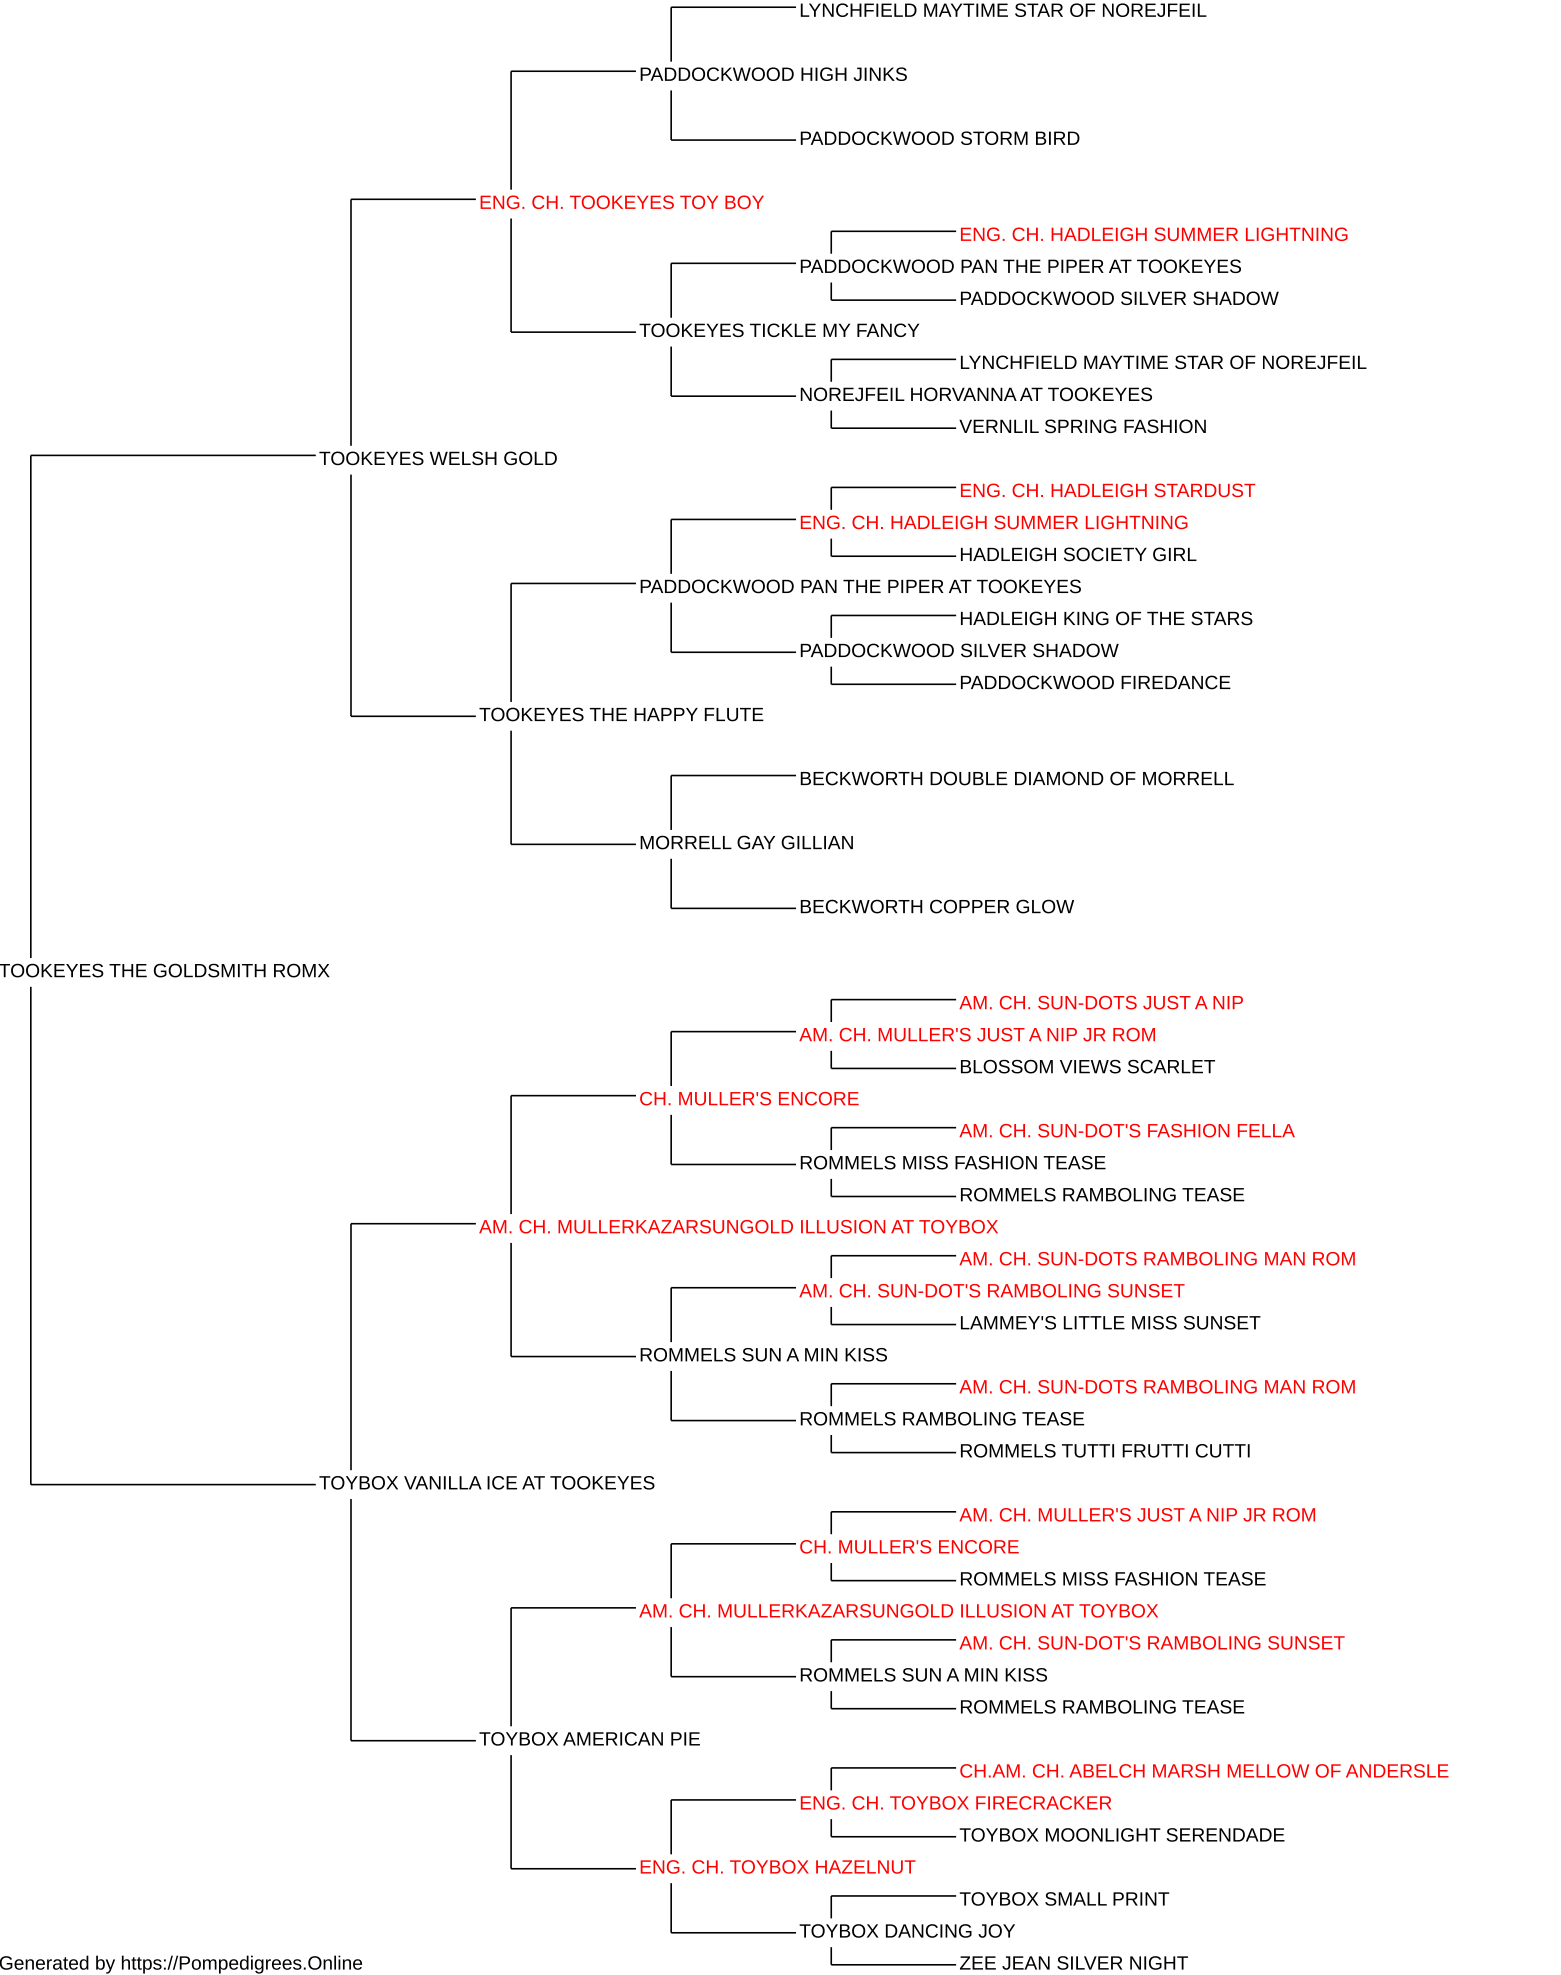 LYNCHFIELD MAYTIME STAR OF NOREJFEIL
PADDOCKWOOD HIGH JINKS
PADDOCKWOOD STORM BIRD
ENG. CH. TOOKEYES TOY BOY
ENG. CH. HADLEIGH SUMMER LIGHTNING
PADDOCKWOOD PAN THE PIPER AT TOOKEYES
PADDOCKWOOD SILVER SHADOW
TOOKEYES TICKLE MY FANCY
LYNCHFIELD MAYTIME STAR OF NOREJFEIL
NOREJFEIL HORVANNA AT TOOKEYES
VERNLIL SPRING FASHION
TOOKEYES WELSH GOLD
ENG. CH. HADLEIGH STARDUST
ENG. CH. HADLEIGH SUMMER LIGHTNING
HADLEIGH SOCIETY GIRL
PADDOCKWOOD PAN THE PIPER AT TOOKEYES
HADLEIGH KING OF THE STARS
PADDOCKWOOD SILVER SHADOW
PADDOCKWOOD FIREDANCE
TOOKEYES THE HAPPY FLUTE
BECKWORTH DOUBLE DIAMOND OF MORRELL
MORRELL GAY GILLIAN
BECKWORTH COPPER GLOW
TOOKEYES THE GOLDSMITH ROMX
AM. CH. SUN-DOTS JUST A NIP
AM. CH. MULLER'S JUST A NIP JR ROM
BLOSSOM VIEWS SCARLET
CH. MULLER'S ENCORE
AM. CH. SUN-DOT'S FASHION FELLA
ROMMELS MISS FASHION TEASE
ROMMELS RAMBOLING TEASE
AM. CH. MULLERKAZARSUNGOLD ILLUSION AT TOYBOX
AM. CH. SUN-DOTS RAMBOLING MAN ROM
AM. CH. SUN-DOT'S RAMBOLING SUNSET
LAMMEY'S LITTLE MISS SUNSET
ROMMELS SUN A MIN KISS
AM. CH. SUN-DOTS RAMBOLING MAN ROM
ROMMELS RAMBOLING TEASE
ROMMELS TUTTI FRUTTI CUTTI
TOYBOX VANILLA ICE AT TOOKEYES
AM. CH. MULLER'S JUST A NIP JR ROM
CH. MULLER'S ENCORE
ROMMELS MISS FASHION TEASE
AM. CH. MULLERKAZARSUNGOLD ILLUSION AT TOYBOX
AM. CH. SUN-DOT'S RAMBOLING SUNSET
ROMMELS SUN A MIN KISS
ROMMELS RAMBOLING TEASE
TOYBOX AMERICAN PIE
CH.AM. CH. ABELCH MARSH MELLOW OF ANDERSLE
ENG. CH. TOYBOX FIRECRACKER
TOYBOX MOONLIGHT SERENDADE
ENG. CH. TOYBOX HAZELNUT
TOYBOX SMALL PRINT
TOYBOX DANCING JOY
ZEE JEAN SILVER NIGHT
Generated by https://Pompedigrees.Online